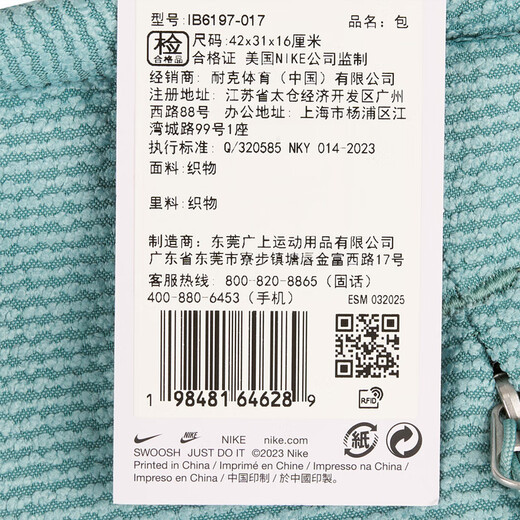 型号: IB6197-017 品名: 包
检 合格品
尺码: 42x31x16厘米
合格证 美国NIKE公司监制
经销商: 耐克体育（中国）有限公司
注册地址: 江苏省太仓经济开发区广州
西路88号 办公地址: 上海市杨浦区江
湾城路99号1座
执行标准: Q/320585 NKY 014-2023
面料: 织物
里料: 织物
制造商: 东莞广上运动用品有限公司
广东省东莞市寮步镇塘唇金富西路17号
客服热线: 800-820-8865（固话）
400-880-6453（手机）
ESM 032025
1 98481 64628 9
RFID
NIKE NIKE nike.com
SWOOSH JUST DO IT ©2023 Nike
Printed in China / Imprimé en Chine / Impresso na China /
Impreso en China / 中国印制 / 於中國印製
紙